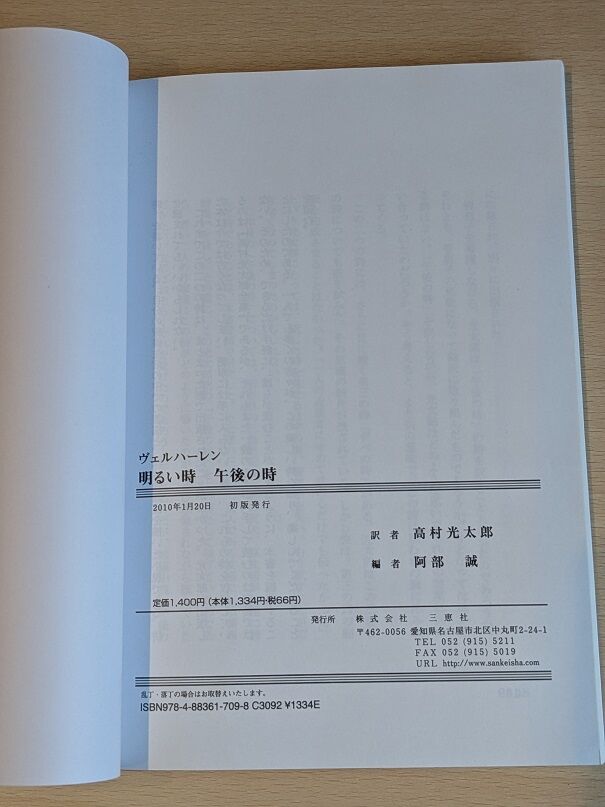 ヴェルハーレン
明るい時　午後の時
2010年1月20日　初版発行
訳者　高村光太郎
編者　阿部　誠
定価1,400円（本体1,334円・税66円）
発行所　株式会社　三恵社
〒462-0056 愛知県名古屋市北区中丸町2-24-1
TEL 052 (915) 5211
FAX 052 (915) 5019
URL http://www.sankeisha.com
乱丁・落丁の場合はお取替えいたします。
ISBN978-4-88361-709-8 C3092 ¥1334E